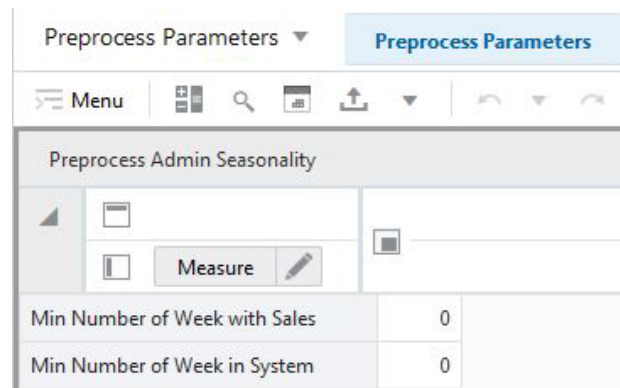 Preprocess Parameters Preprocess Parameters
Menu
Preprocess Admin Seasonality
Measure
Min Number of Week with Sales 0
Min Number of Week in System 0